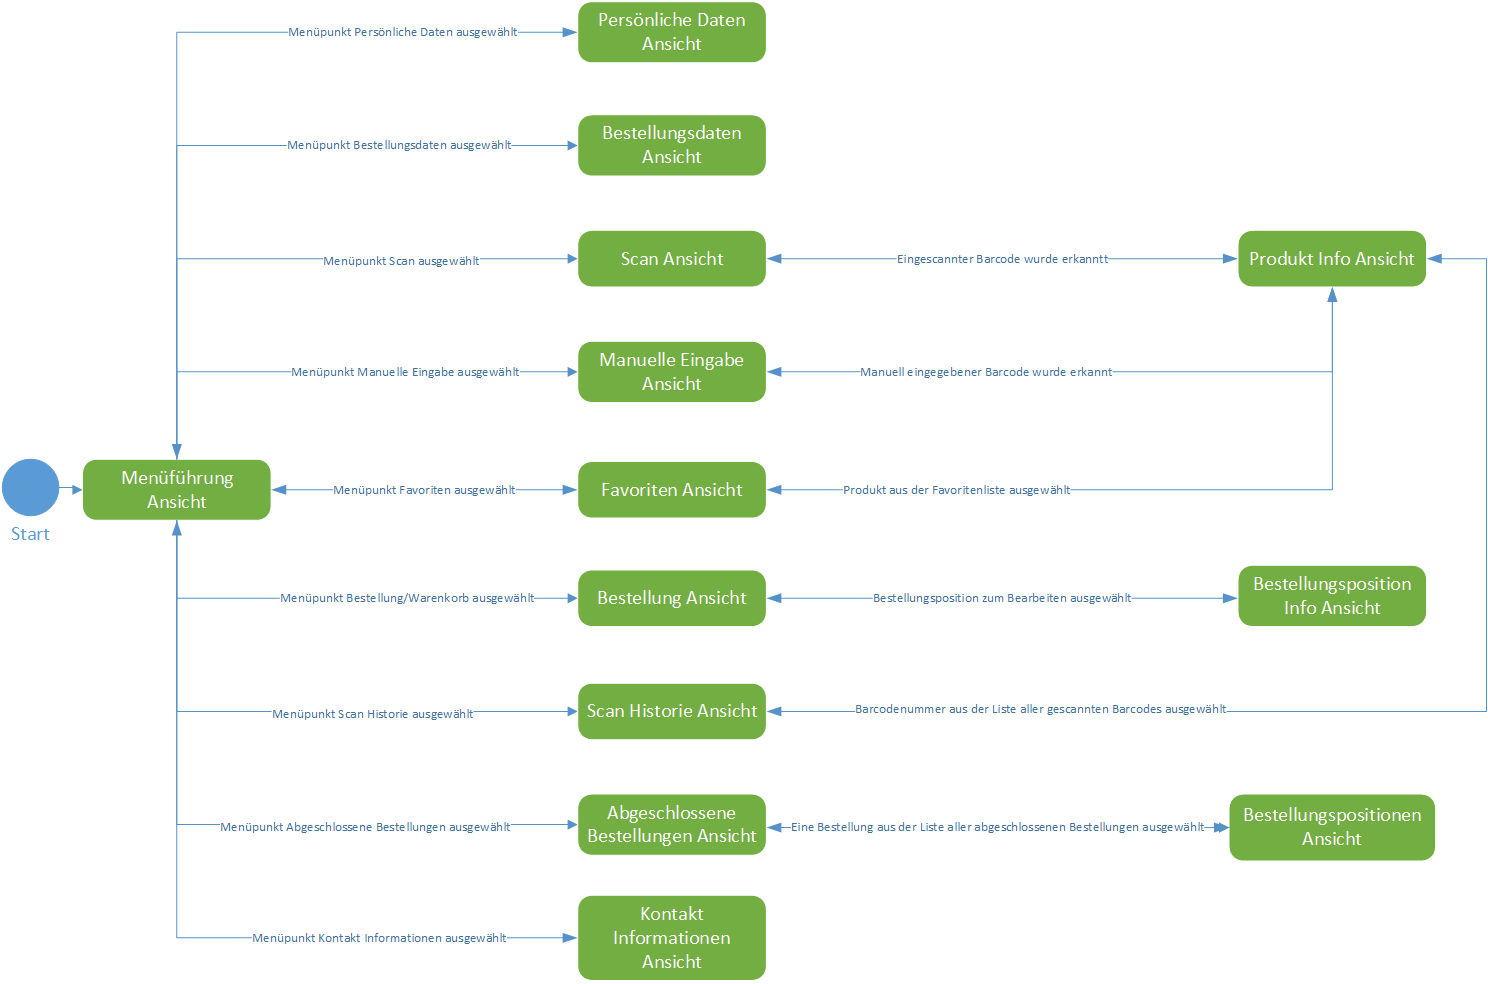 Menüpunkt Persönliche Daten ausgewählt
Persönliche Daten
Ansicht
Menüpunkt Bestellungsdaten ausgewählt
Bestellungsdaten
Ansicht
Menüpunkt Scan ausgewählt
Scan Ansicht
Eingescannter Barcode wurde erkanntt
Produkt Info Ansicht
Menüpunkt Manuelle Eingabe ausgewählt
Manuelle Eingabe
Ansicht
Manuell eingegebener Barcode wurde erkannt
Start
Menüführung
Ansicht
Menüpunkt Favoriten ausgewählt
Favoriten Ansicht
Produkt aus der Favoritenliste ausgewählt
Menüpunkt Bestellung/Warenkorb ausgewählt
Bestellung Ansicht
Bestellungsposition zum Bearbeiten ausgewählt
Bestellungsposition
Info Ansicht
Menüpunkt Scan Historie ausgewählt
Scan Historie Ansicht
Barcodenummer aus der Liste aller gescannten Barcodes ausgewählt
Menüpunkt Abgeschlossene Bestellungen ausgewählt
Abgeschlossene
Bestellungen Ansicht
Eine Bestellung aus der Liste aller abgeschlossenen Bestellungen ausgewählt
Bestellungspositionen
Ansicht
Menüpunkt Kontakt Informationen ausgewählt
Kontakt
Informationen
Ansicht